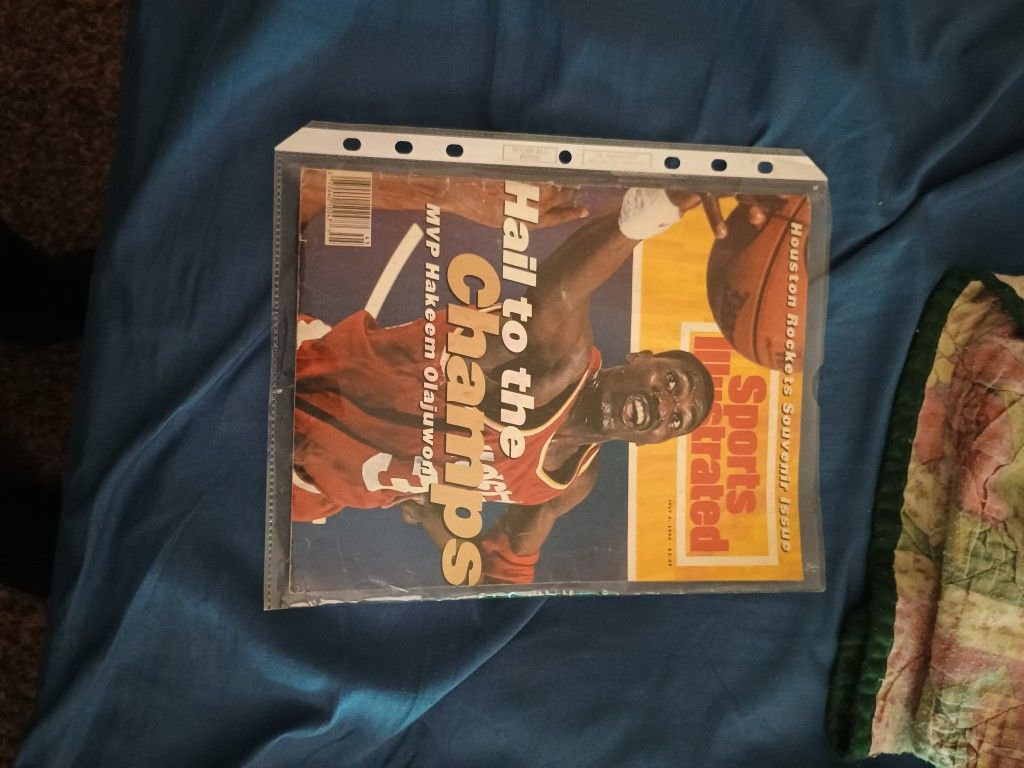 Houston Rockets Souvenir Issue
Sports
Illustrated
Hail to the
Champs
MVP Hakeem Olajuwon